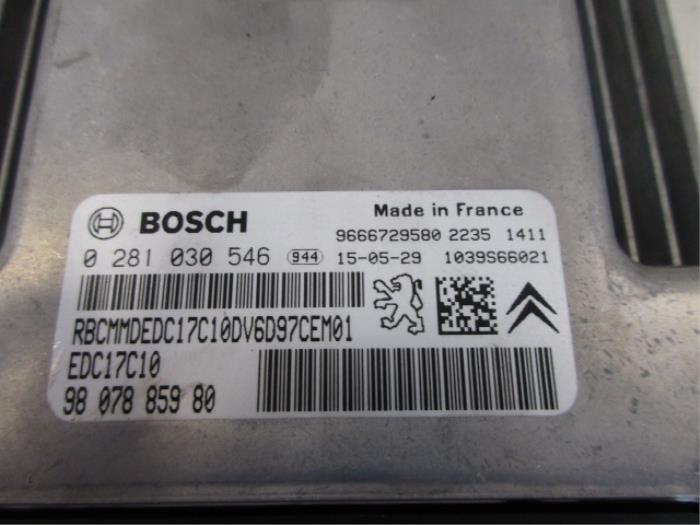 BOSCH
Made in France
9666729580 2235 1411
0 281 030 546 944 15-05-29 1039S66021
RBCMMDEDC17C10DV6D97CEM01
EDC17C10
98 078 859 80